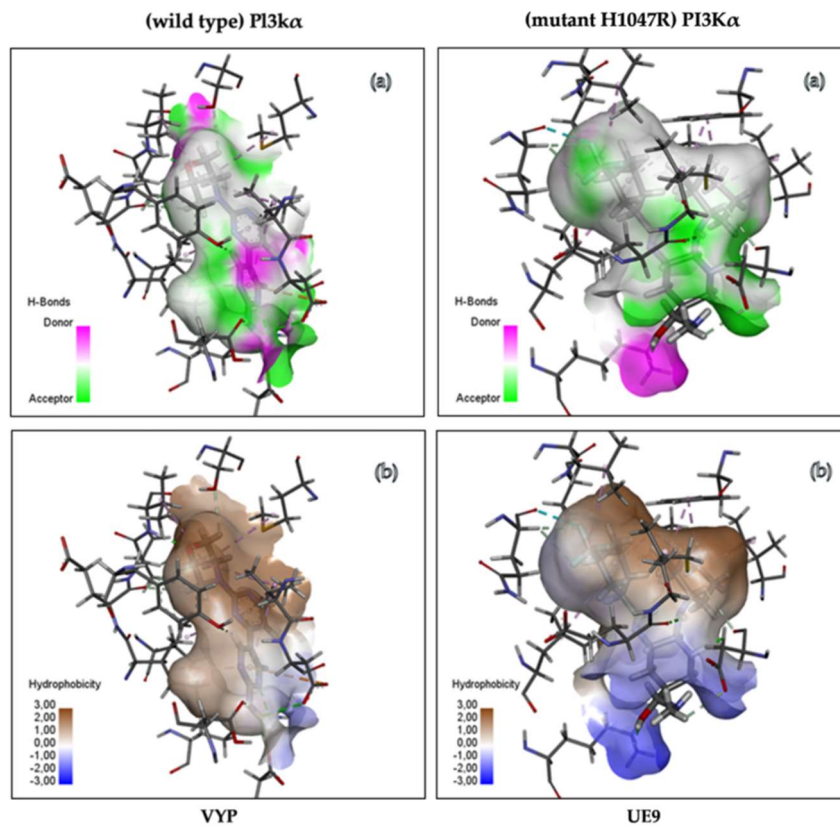 (wild type) Pl3kα
(mutant H1047R) PI3Kα
(a)
H-Bonds
Donor
Acceptor
(a)
H-Bonds
Donor
Acceptor
(b)
Hydrophobicity
3,00
2,00
1,00
0,00
-1,00
-2,00
-3,00
(b)
Hydrophobicity
3,00
2,00
1,00
0,00
-1,00
-2,00
-3,00
VYP
UE9